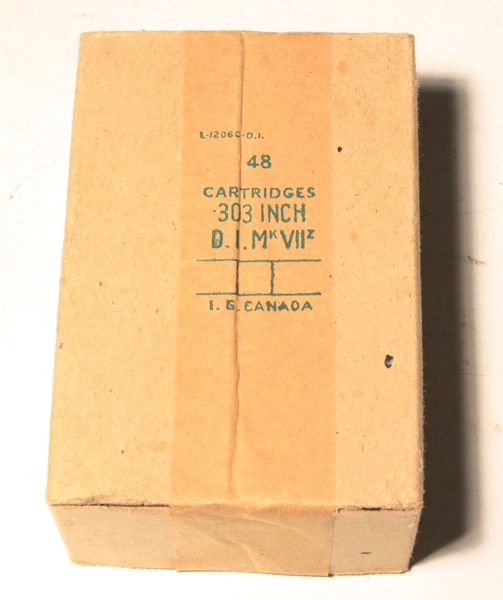 L-12060-D.I.
48
CARTRIDGES
.303 INCH
D.I. Mᴷ VIIᶻ
I. G. CANADA